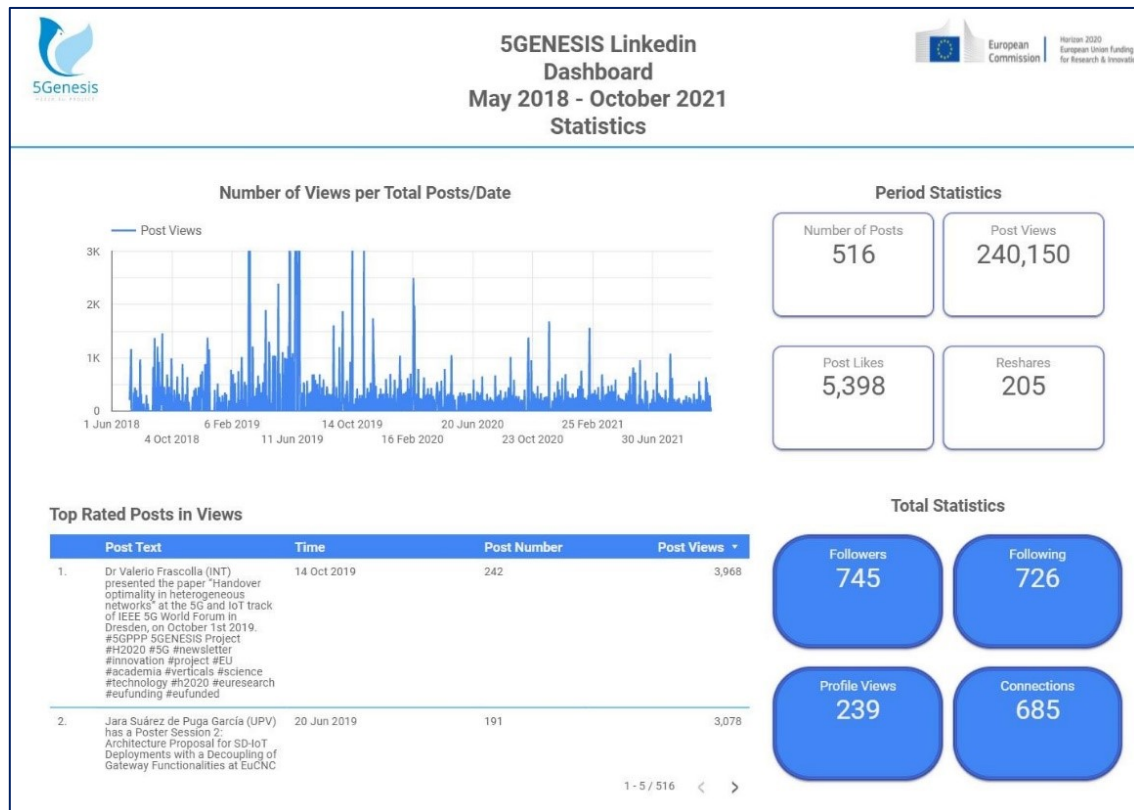 5Genesis
5GENESIS Linkedin
Dashboard
May 2018 - October 2021
Statistics
European
Commission
Horizon 2020
European Union funding
for Research & Innovation
Number of Views per Total Posts/Date
Post Views
3K
2K
1K
0
1 Jun 2018
4 Oct 2018
6 Feb 2019
11 Jun 2019
14 Oct 2019
16 Feb 2020
20 Jun 2020
23 Oct 2020
25 Feb 2021
30 Jun 2021
Period Statistics
Number of Posts
516
Post Views
240,150
Post Likes
5,398
Reshares
205
Top Rated Posts in Views
Post Text Time Post Number Post Views
1. Dr Valerio Frascolla (INT) 14 Oct 2019 242 3,968
presented the paper "Handover
optimality in heterogeneous
networks" at the 5G and IoT track
of IEEE 5G World Forum in
Dresden, on October 1st 2019.
#5GPPP 5GENESIS Project
#H2020 #5G #newsletter
#innovation #project #EU
#academia #verticals #science
#technology #h2020 #euresearch
#eufunding #eufunded
2. Jara Suárez de Puga García (UPV) 20 Jun 2019 191 3,078
has a Poster Session 2:
Architecture Proposal for SD-IoT
Deployments with a Decoupling of
Gateway Functionalities at EuCNC
1 - 5 / 516
Total Statistics
Followers
745
Following
726
Profile Views
239
Connections
685